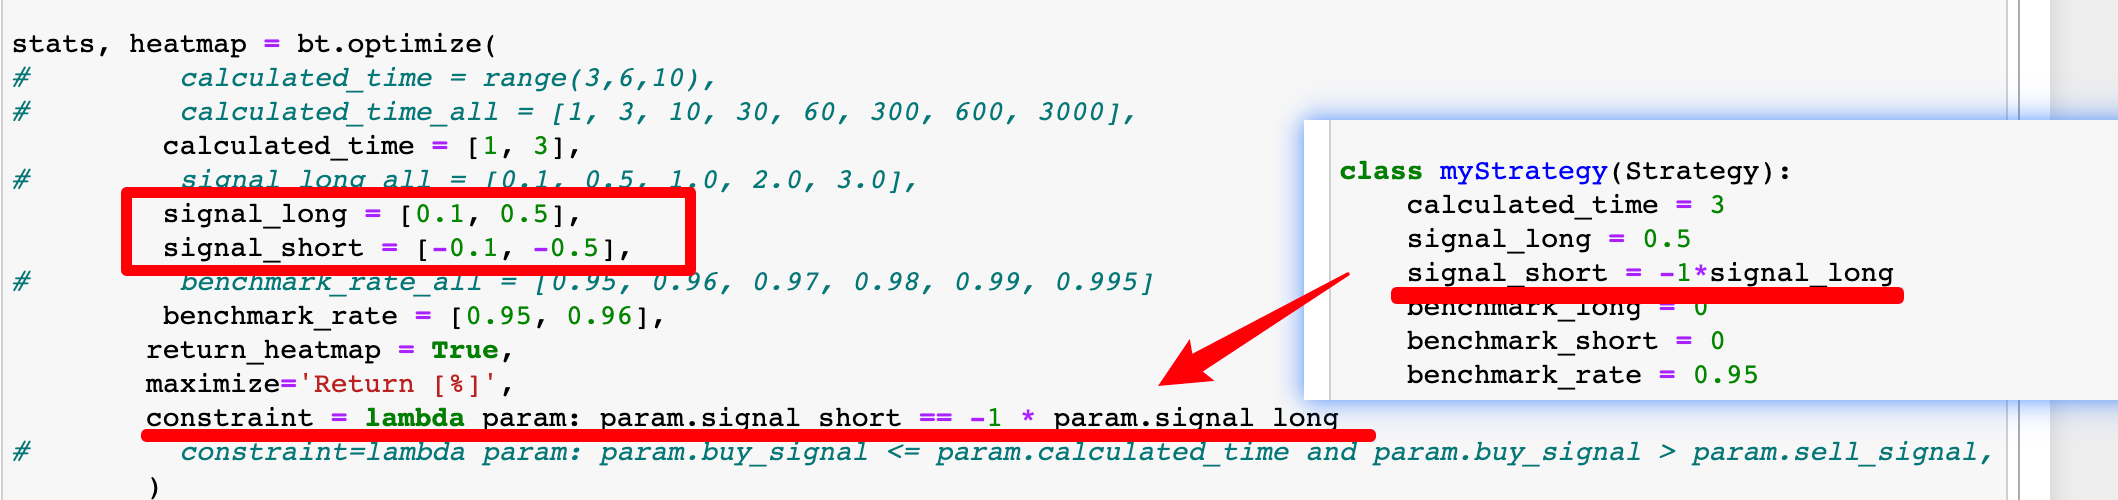 stats, heatmap = bt.optimize(
# calculated_time = range(3,6,10),
# calculated_time_all = [1, 3, 10, 30, 60, 300, 600, 3000],
calculated_time = [1, 3],
# signal_long_all = [0.1, 0.5, 1.0, 2.0, 3.0],
signal_long = [0.1, 0.5],
signal_short = [-0.1, -0.5],
# benchmark_rate_all = [0.95, 0.96, 0.97, 0.98, 0.99, 0.995]
benchmark_rate = [0.95, 0.96],
return_heatmap = True,
maximize='Return [%]',
constraint = lambda param: param.signal_short == -1 * param.signal_long
# constraint=lambda param: param.buy_signal <= param.calculated_time and param.buy_signal > param.sell_signal,
)
class myStrategy(Strategy):
calculated_time = 3
signal_long = 0.5
signal_short = -1*signal_long
benchmark_long = 0
benchmark_short = 0
benchmark_rate = 0.95